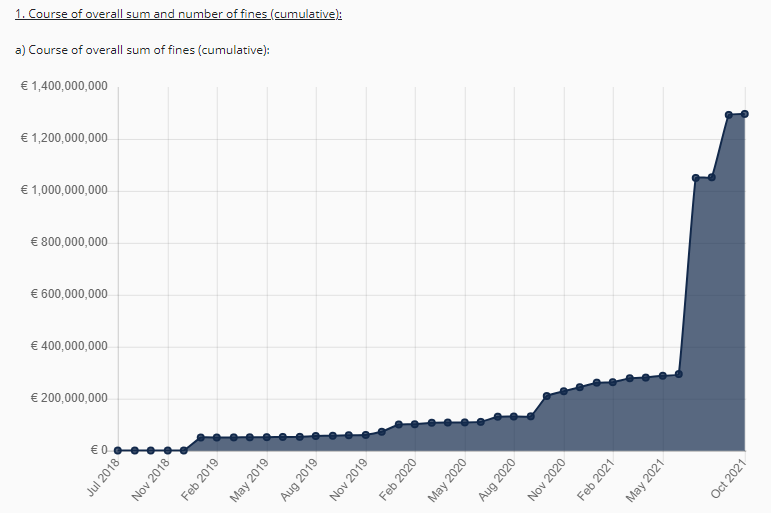 1. Course of overall sum and number of fines (cumulative):
a) Course of overall sum of fines (cumulative):
€ 1,400,000,000
€ 1,200,000,000
€ 1,000,000,000
€ 800,000,000
€ 600,000,000
€ 400,000,000
€ 200,000,000
€ 0
Jul 2018
Nov 2018
Feb 2019
May 2019
Aug 2019
Nov 2019
Feb 2020
May 2020
Aug 2020
Nov 2020
Feb 2021
May 2021
Oct 2021